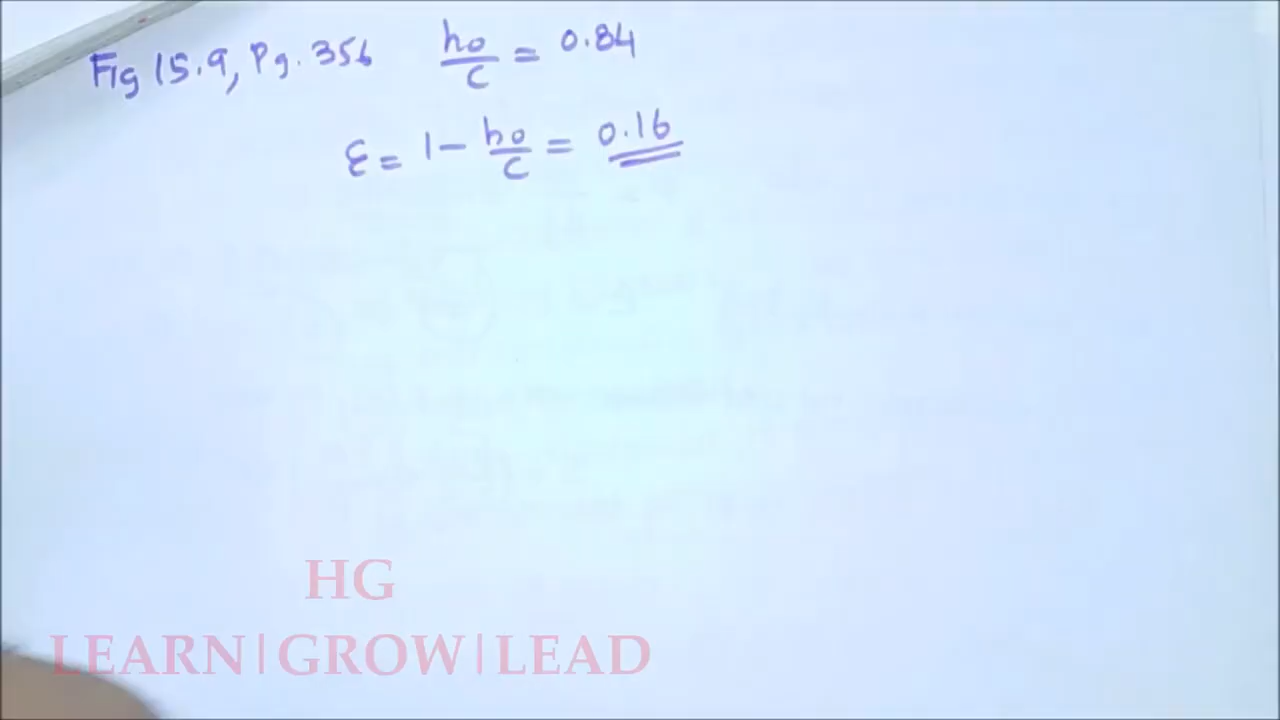 Fig 15.9, Pg. 356 ho/c = 0.84
ε = 1 - ho/c = 0.16
HG
LEARN|GROW|LEAD